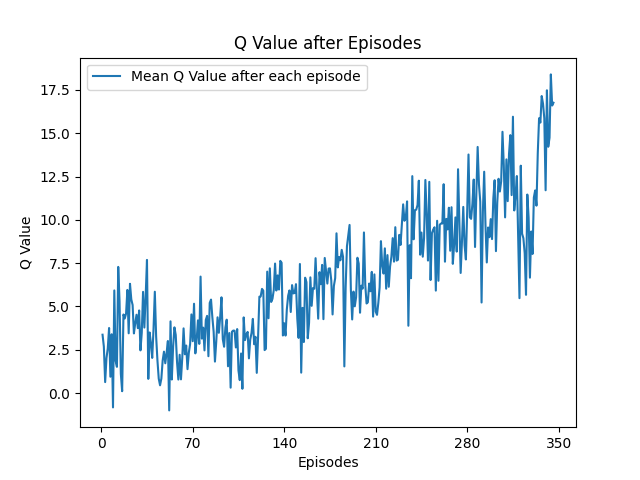 Q Value after Episodes
Mean Q Value after each episode
17.5
15.0
12.5
10.0
7.5
5.0
2.5
0.0
Q Value
0 70 140 210 280 350
Episodes